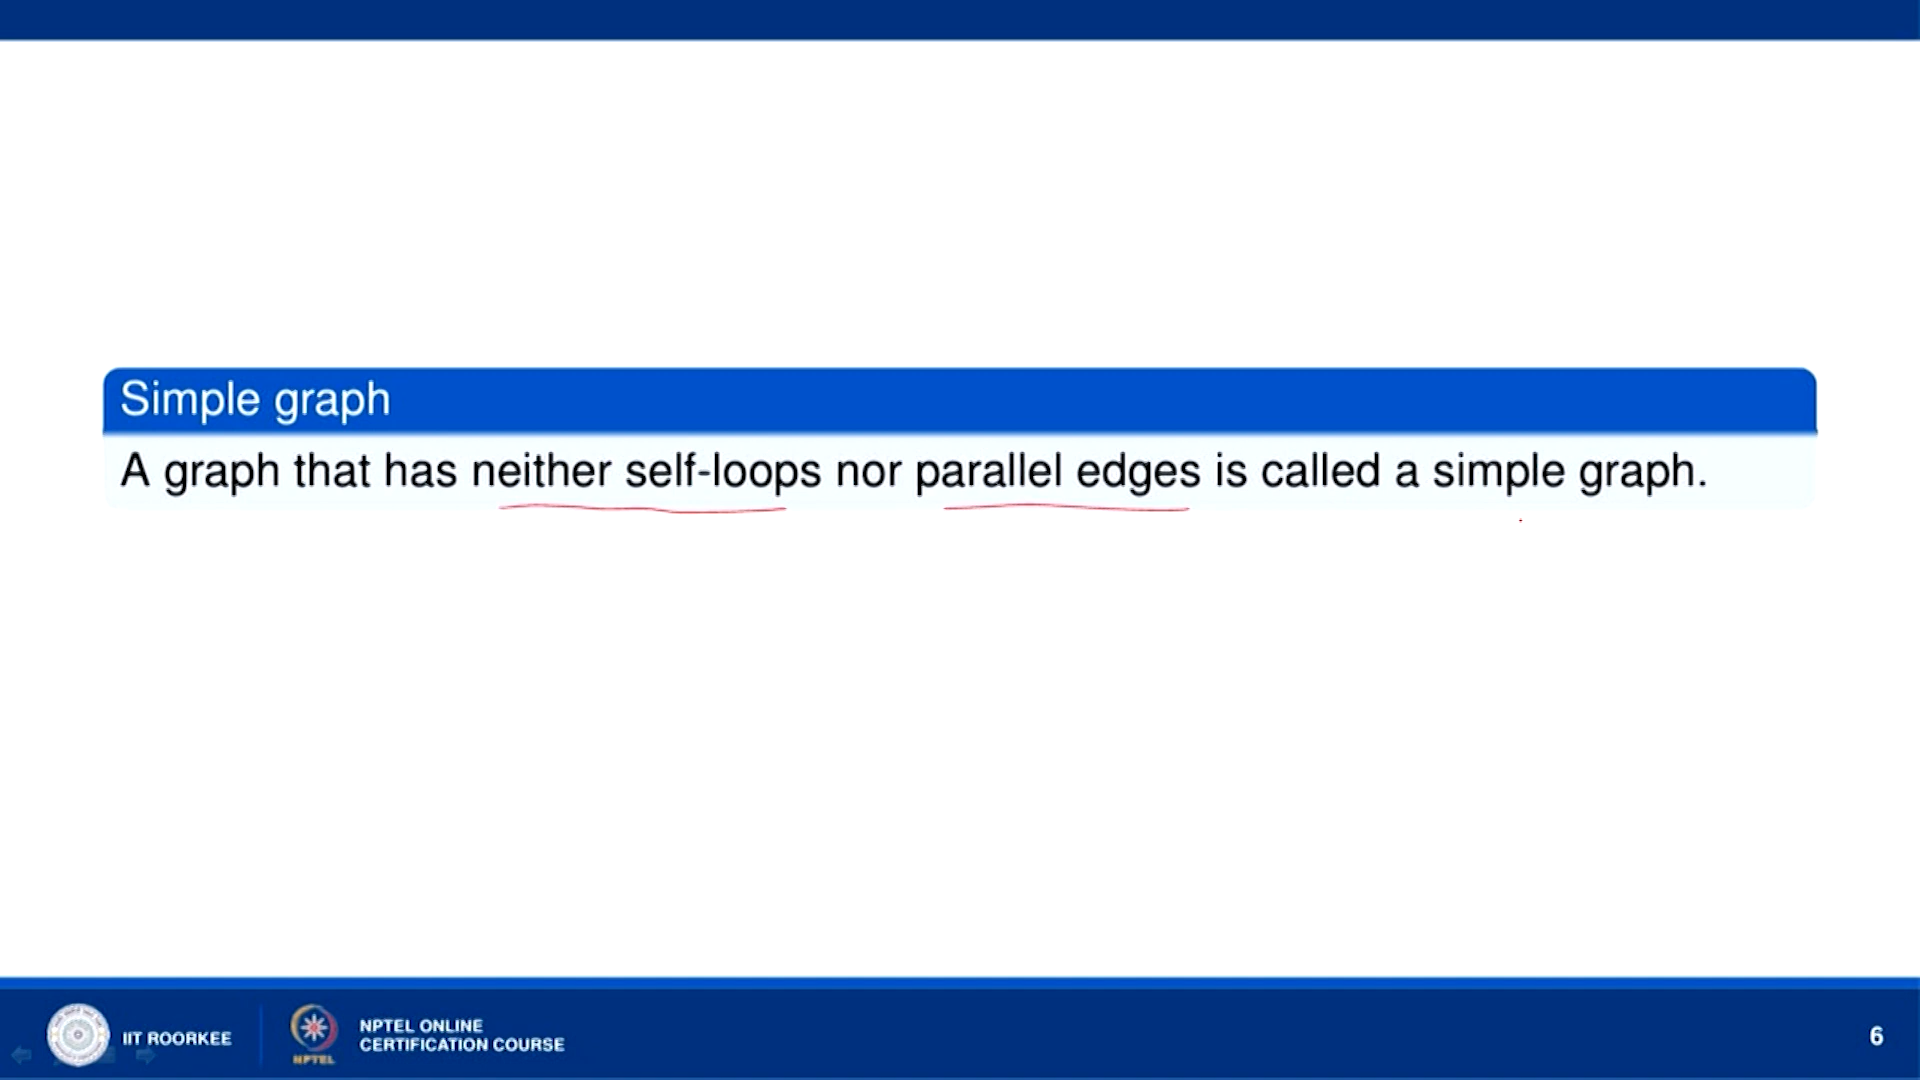 Simple graph
A graph that has neither self-loops nor parallel edges is called a simple graph.
IIT ROORKEE
NPTEL
NPTEL ONLINE
CERTIFICATION COURSE
6